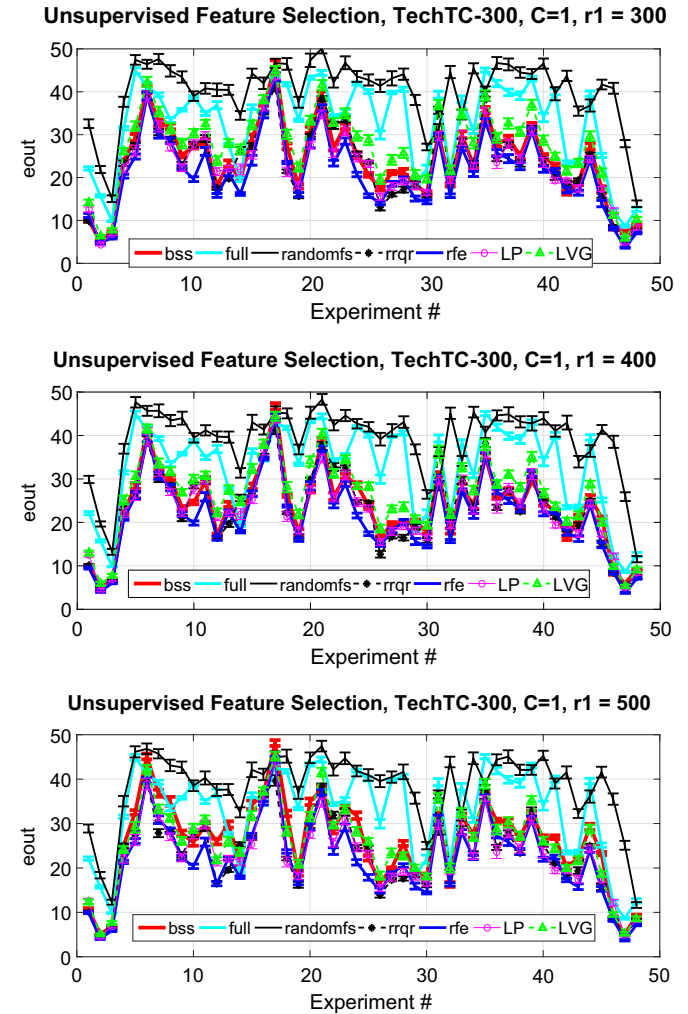 Unsupervised Feature Selection, TechTC-300, C=1, r1 = 300
50
40
30
20
10
0
eout
bss full randomfs rrqr rfe LP LVG
0 10 20 30 40 50
Experiment #
Unsupervised Feature Selection, TechTC-300, C=1, r1 = 400
50
40
30
20
10
0
eout
bss full randomfs rrqr rfe LP LVG
0 10 20 30 40 50
Experiment #
Unsupervised Feature Selection, TechTC-300, C=1, r1 = 500
50
40
30
20
10
0
eout
bss full randomfs rrqr rfe LP LVG
0 10 20 30 40 50
Experiment #